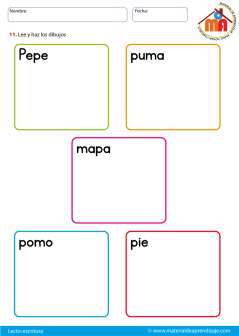 Nombre:
Fecha:
11. Lee y haz los dibujos
Pepe
puma
mapa
pomo
pie
Lecto-escritura
© www.materialdeaprendizaje.com